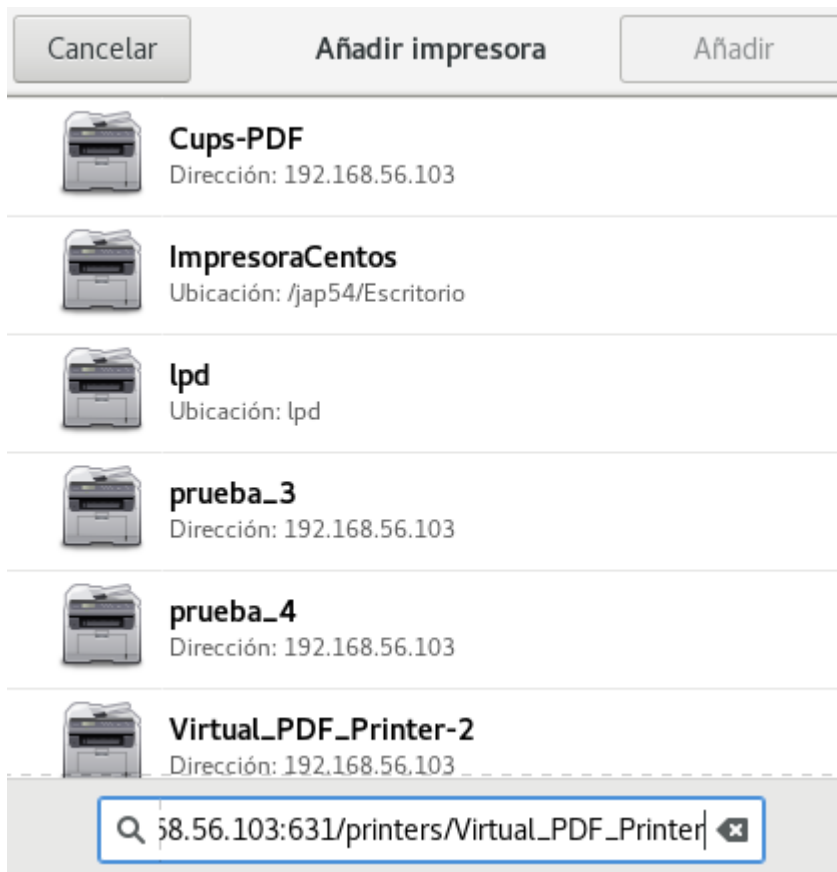 Cancelar Añadir impresora Añadir
Cups-PDF
Dirección: 192.168.56.103
ImpresoraCentos
Ubicación: /jap54/Escritorio
lpd
Ubicación: lpd
prueba_3
Dirección: 192.168.56.103
prueba_4
Dirección: 192.168.56.103
Virtual_PDF_Printer-2
Dirección: 192.168.56.103
68.56.103:631/printers/Virtual_PDF_Printer